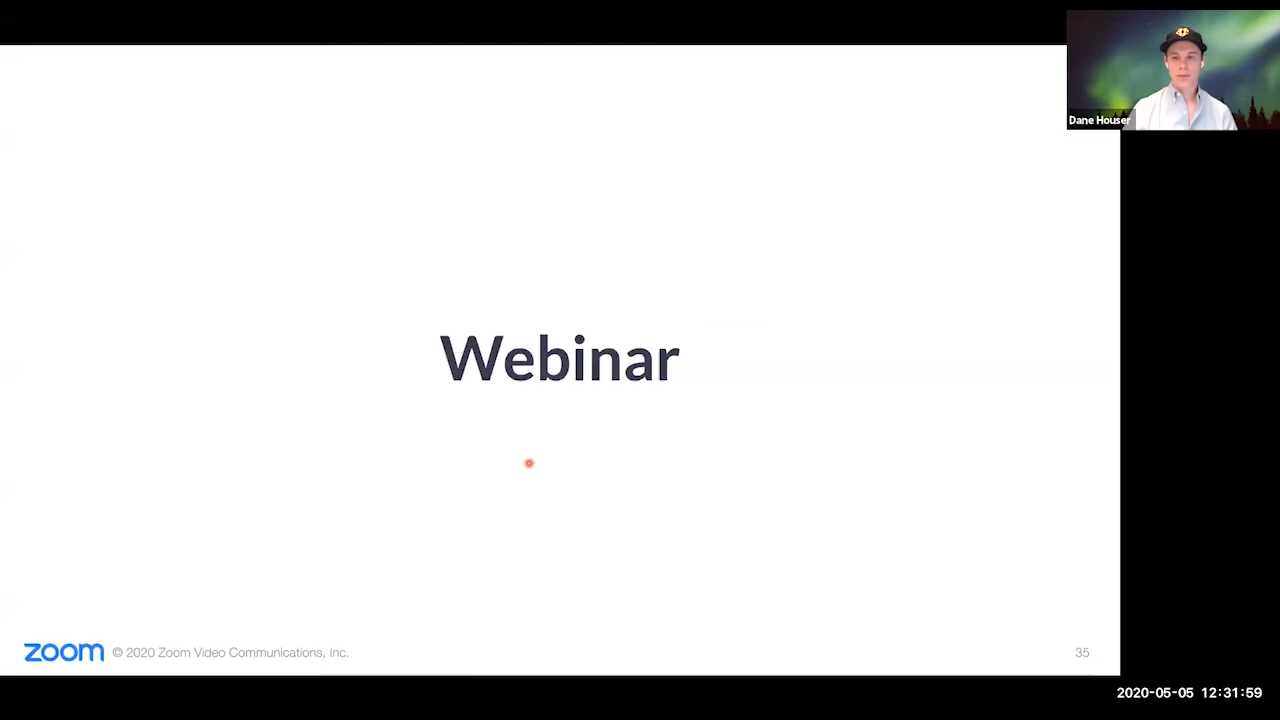 Dane Houser
Webinar
zoom © 2020 Zoom Video Communications, Inc.
35
2020-05-05 12:31:59